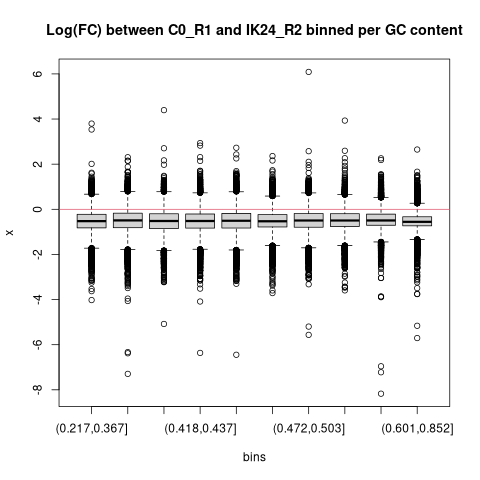 Log(FC) between C0_R1 and IK24_R2 binned per GC content
6
4
2
0
-2
-4
-6
-8
x
(0.217,0.367] (0.418,0.437] (0.472,0.503] (0.601,0.852]
bins